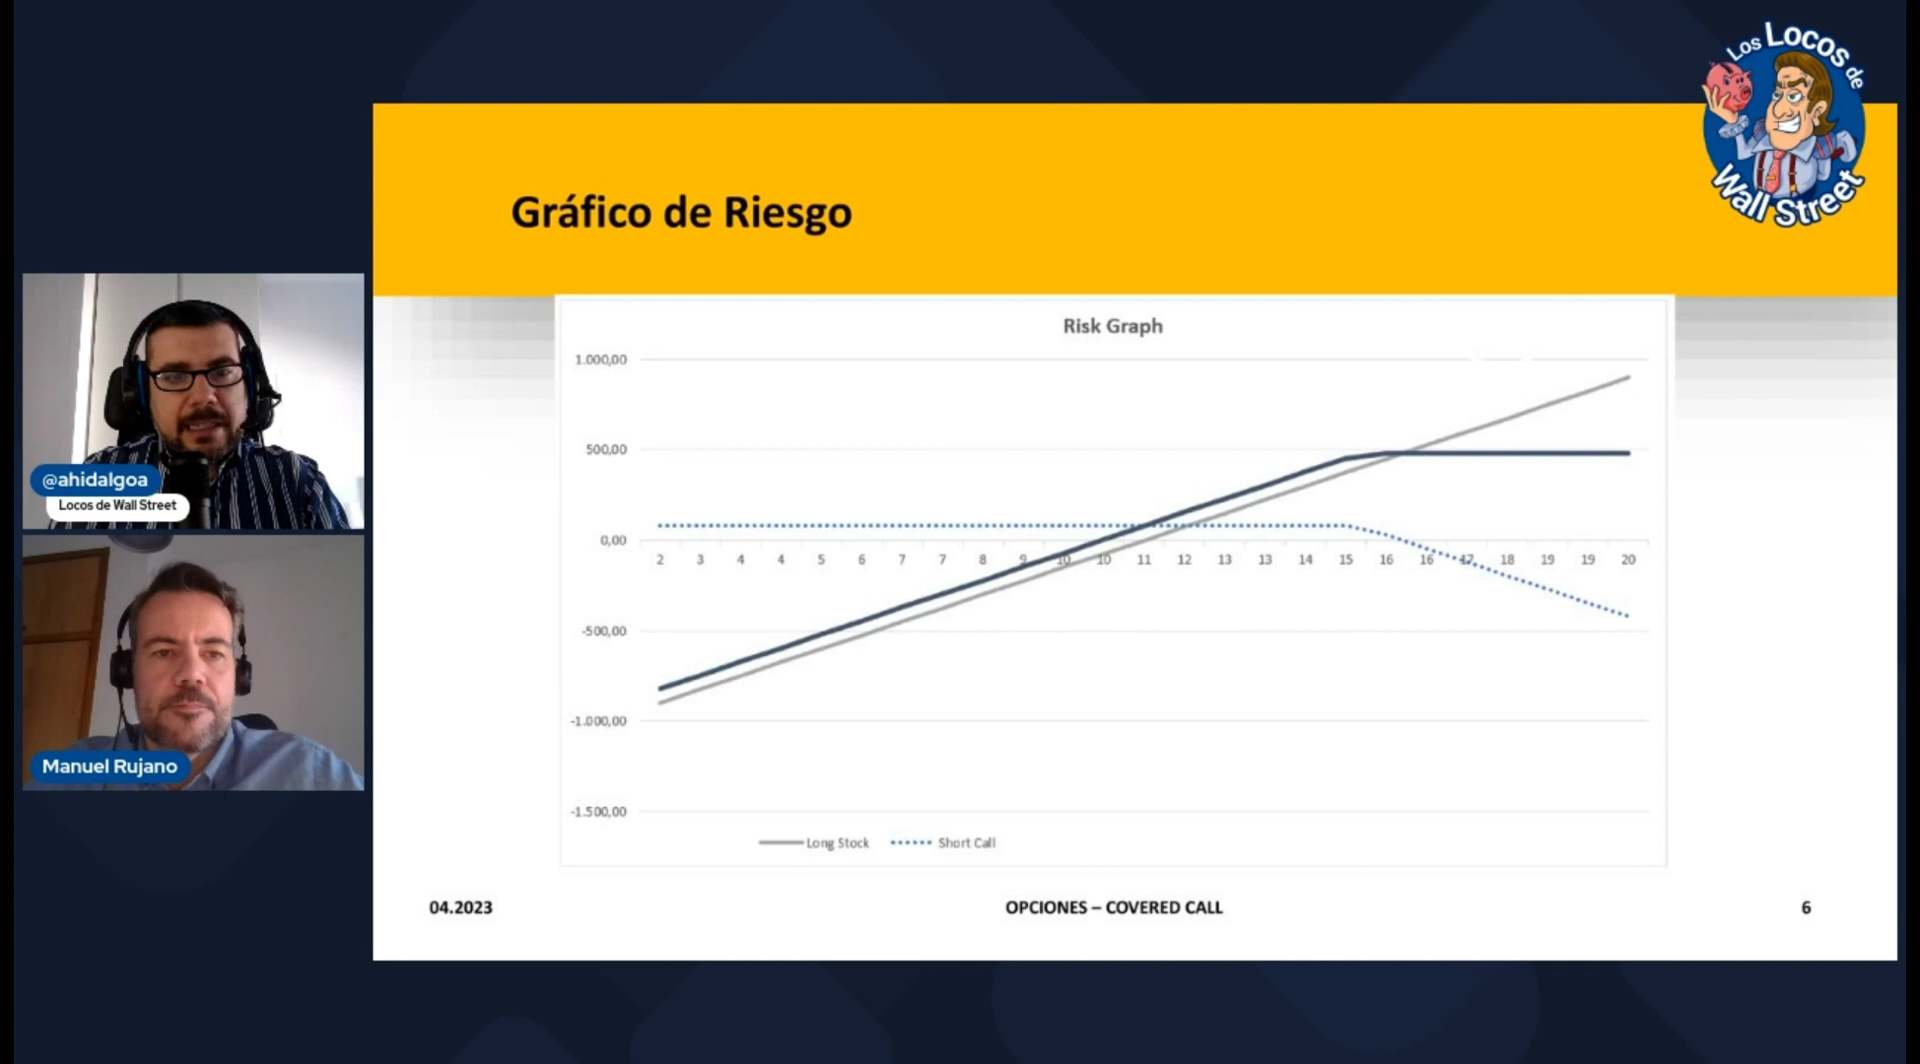 Los Locos de
Wall Street
Gráfico de Riesgo
@ahidalgoa
Locos de Wall Street
Manuel Rujano
Risk Graph
1.000,00
500,00
0,00
-500,00
-1.000,00
-1.500,00
2 3 4 4 5 6 7 7 8 9 10 10 11 12 13 13 14 15 16 16 17 18 19 19 20
Long Stock Short Call
04.2023 OPCIONES – COVERED CALL 6